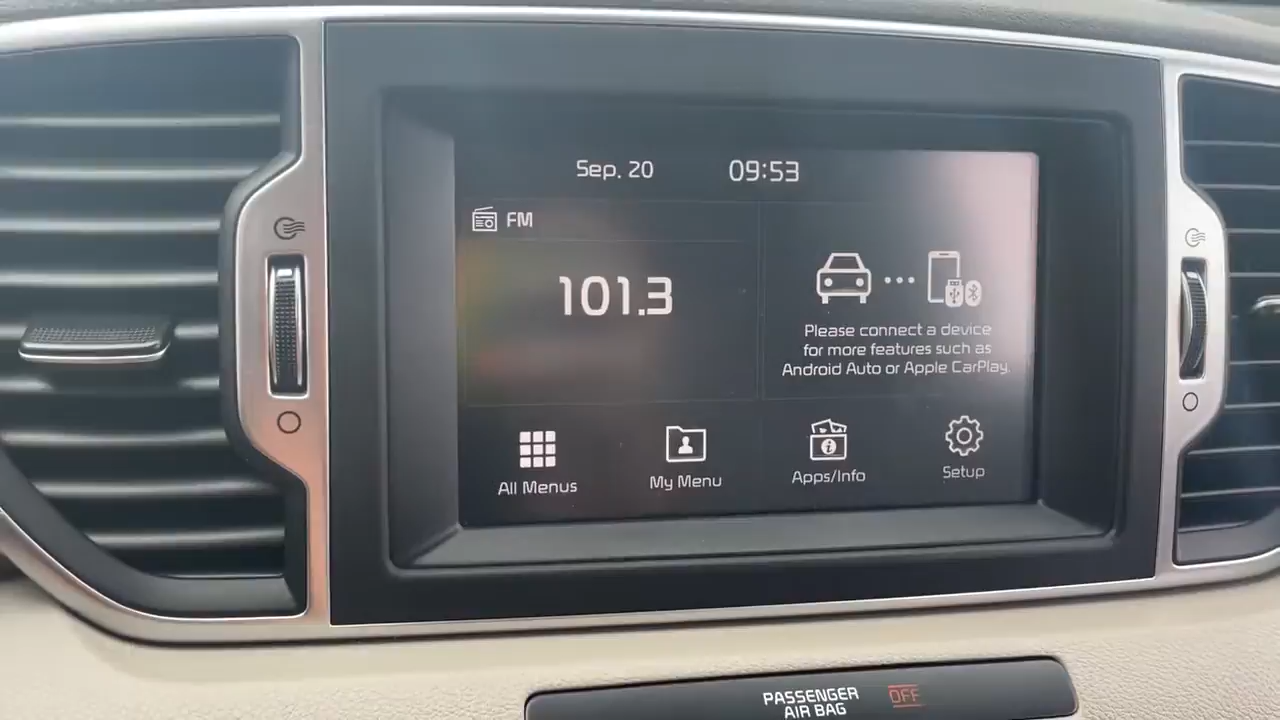 Sep. 20 09:53
FM
101.3
Please connect a device
for more features such as
Android Auto or Apple CarPlay.
All Menus
My Menu
Apps/Info
Setup
PASSENGER
AIR BAG
OFF